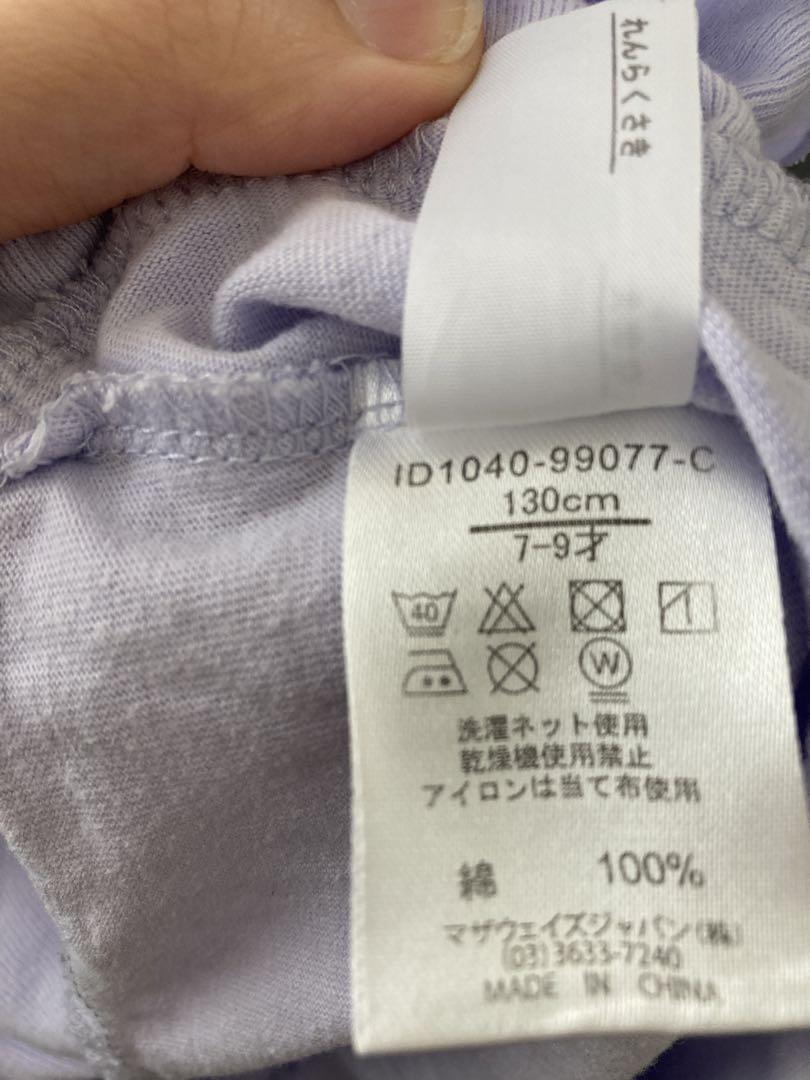 れんらくさき
ID1040-99077-C
130cm
7-9才
40
W
洗濯ネット使用
乾燥機使用禁止
アイロンは当て布使用
綿 100%
マザウェイズジャパン(株)
(03)3633-7240
MADE IN CHINA